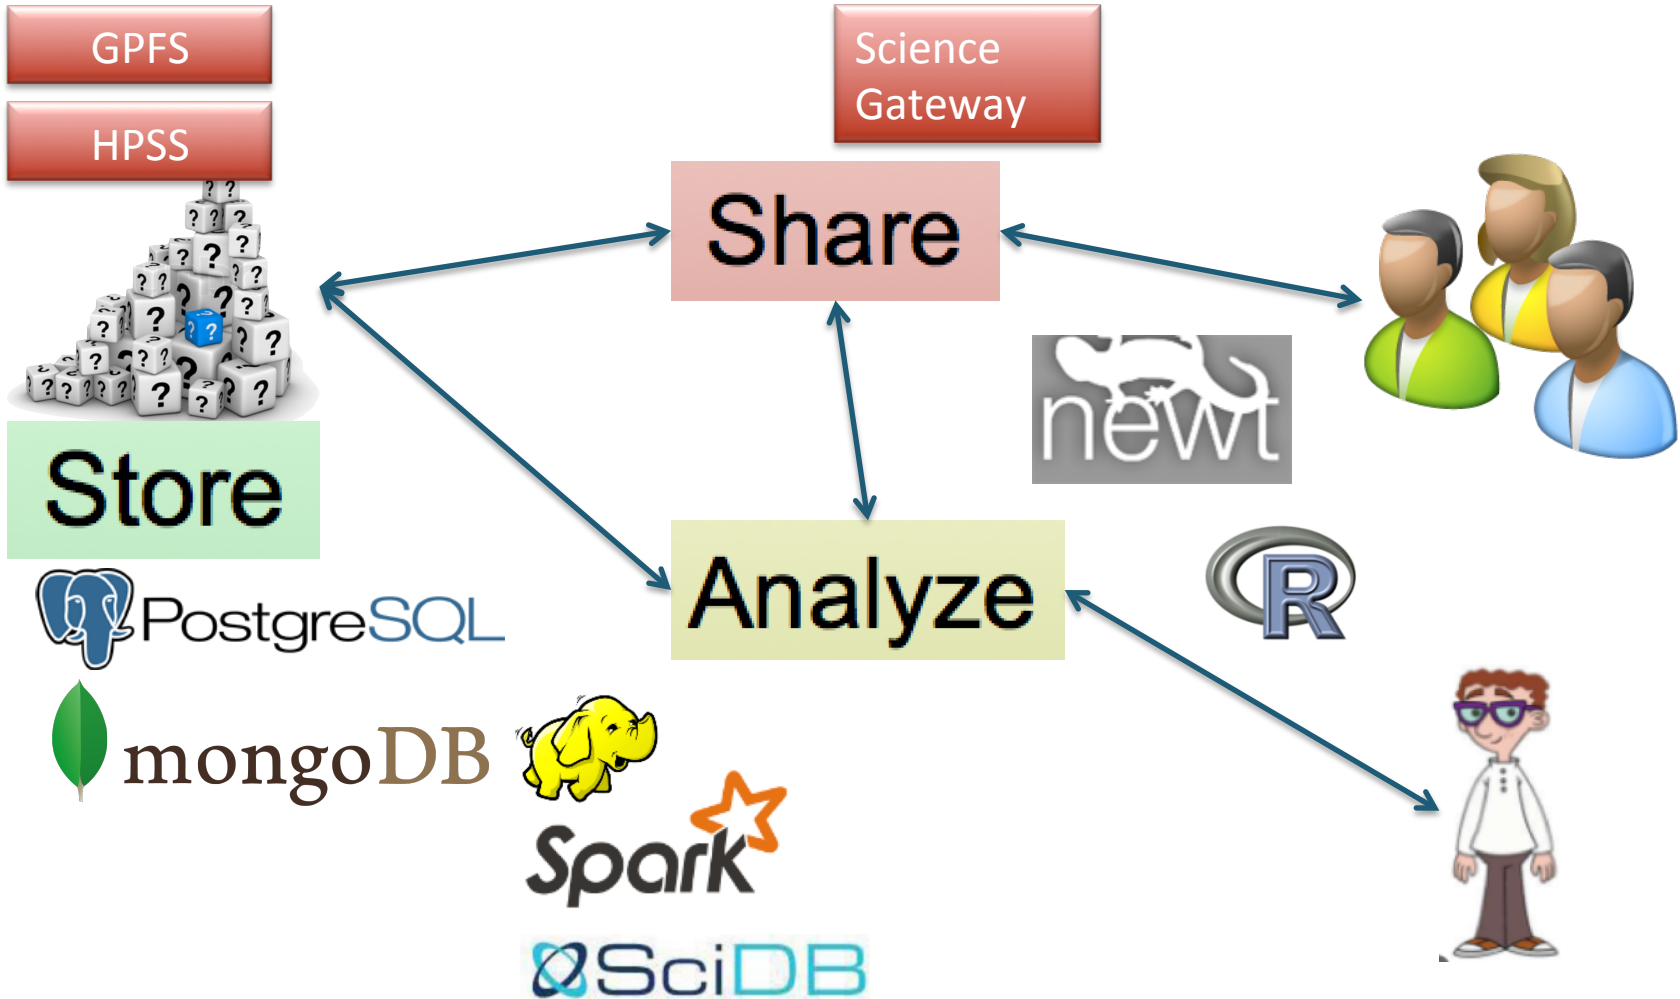 GPFS
HPSS
Science
Gateway
Share
newt
Store
Analyze
R
PostgreSQL
mongoDB
Spark
SciDB